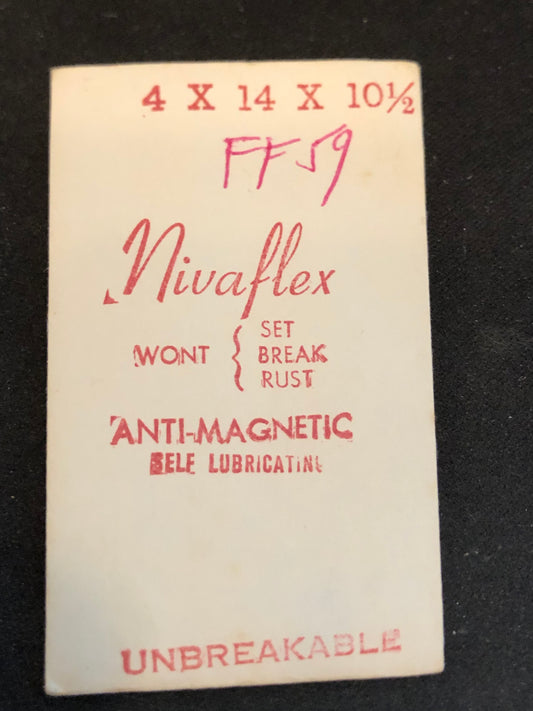 4 X 14 X 10½
FF59
Nivaflex
WONT { SET
BREAK
RUST
ANTI-MAGNETIC
SELF LUBRICATING
UNBREAKABLE